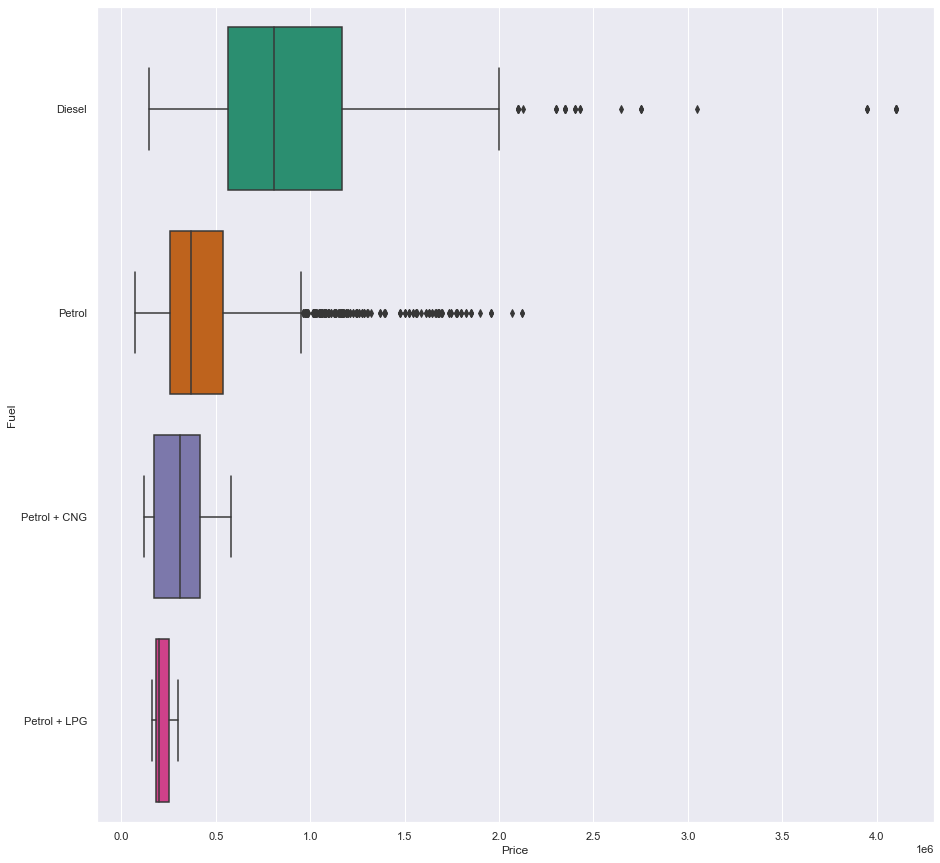 Diesel
Petrol
Petrol + CNG
Petrol + LPG
Fuel
0.0 0.5 1.0 1.5 2.0 2.5 3.0 3.5 4.0
1e6
Price